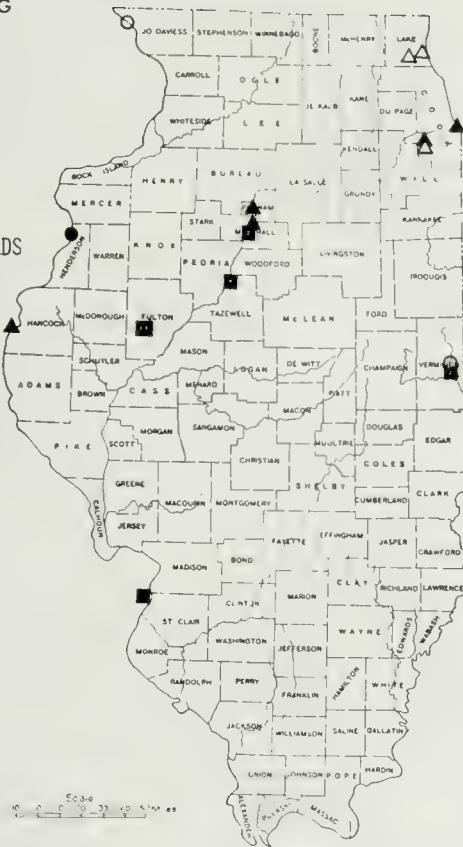 G
JO DAVIESS STEPHENSON WINNEBAGO BOONE McHENRY LAKE
CARROLL OGLE
DE KALB KANE
DU PAGE
WHITESIDE LEE
KENDALL
WILL
ROCK ISLAND
HENRY BUREAU LA SALLE GRUNDY
MERCER
STARK
KANKAKEE
DS
HENDERSON WARREN KNOX PEORIA WOODFORD LIVINGSTON
IROQUOIS
HANCOCK McDONOUGH FULTON TAZEWELL McLEAN FORD
SCHUYLER MASON
ADAMS BROWN CASS MENARD LOGAN DE WITT CHAMPAIGN
MACON PIATT
MORGAN SANGAMON DOUGLAS
PIKE SCOTT MOULTRIE EDGAR
CHRISTIAN COLES
GREENE SHELBY
MACOUPIN MONTGOMERY CUMBERLAND CLARK
CALHOUN JERSEY
FAYETTE EFFINGHAM JASPER CRAWFORD
MADISON BOND
CLAY RICHLAND LAWRENCE
CLINTON MARION
ST CLAIR WAYNE EDWARDS WABASH
MONROE WASHINGTON JEFFERSON
RANDOLPH PERRY HAMILTON WHITE
FRANKLIN
JACKSON WILLIAMSON SALINE GALLATIN
UNION JOHNSON POPE HARDIN
ALEXANDER PULASKI MASSAC
Scale